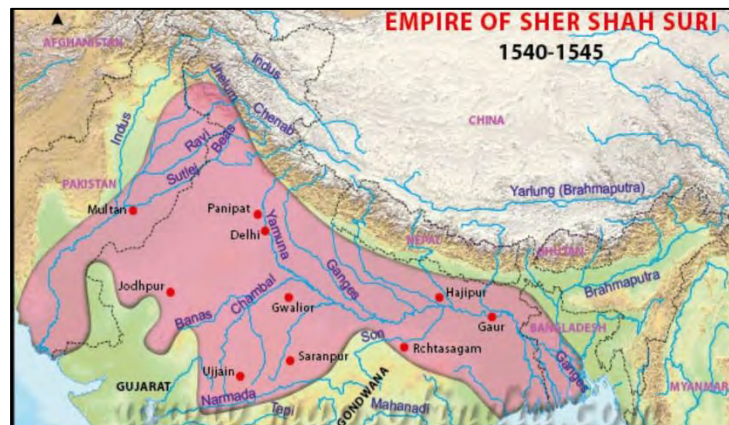 EMPIRE OF SHER SHAH SURI
1540-1545
AFGHANISTAN
Indus
Jhelum
Chenab
CHINA
Indus
Ravi
Beas
Sutlej
PAKISTAN
Yarlung (Brahmaputra)
Multan
Panipat
Delhi
Yamuna
NEPAL
BHUTAN
Brahmaputra
Jodhpur
Chambal
Ganges
Banas
Gwalior
Hajipur
Gaur
BANGLADESH
Son
Rchtasagam
Saranpur
Ujjain
Ganges
GUJARAT
Narmada
GONDWANA
MYANMAR
Tapi
Mahanadi